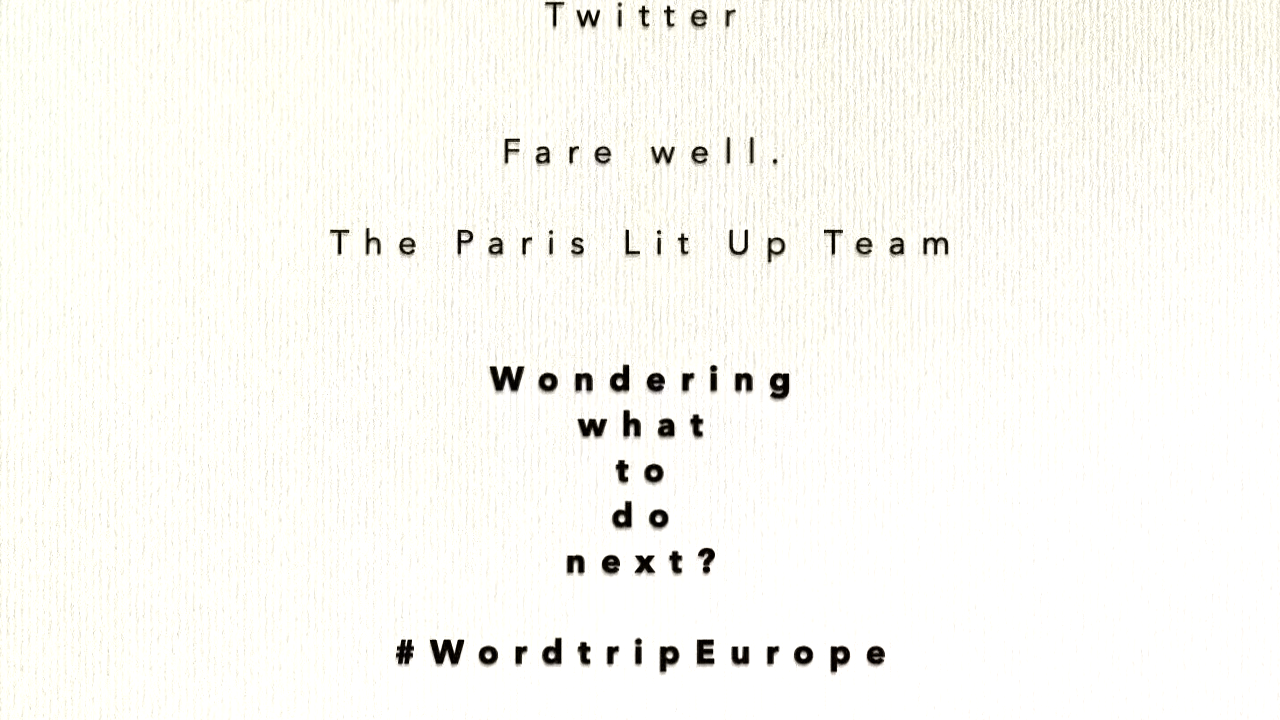 Twitter
Fare well.
The Paris Lit Up Team
Wondering
what
to
do
next?
#WordtripEurope